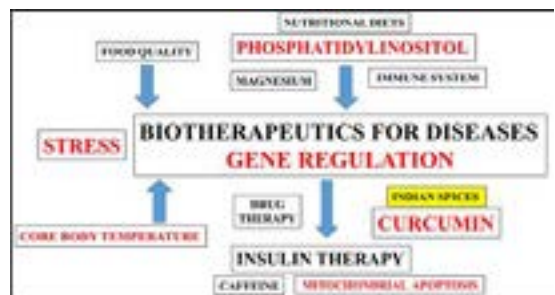 NUTRITIONAL DIETS
FOOD QUALITY
PHOSPHATIDYLINOSITOL
MAGNESIUM
IMMUNE SYSTEM
STRESS
BIOTHERAPEUTICS FOR DISEASES
GENE REGULATION
DRUG
THERAPY
INDIAN SPICES
CURCUMIN
CORE BODY TEMPERATURE
INSULIN THERAPY
CAFFEINE
MITOCHONDRIAL APOPTOSIS